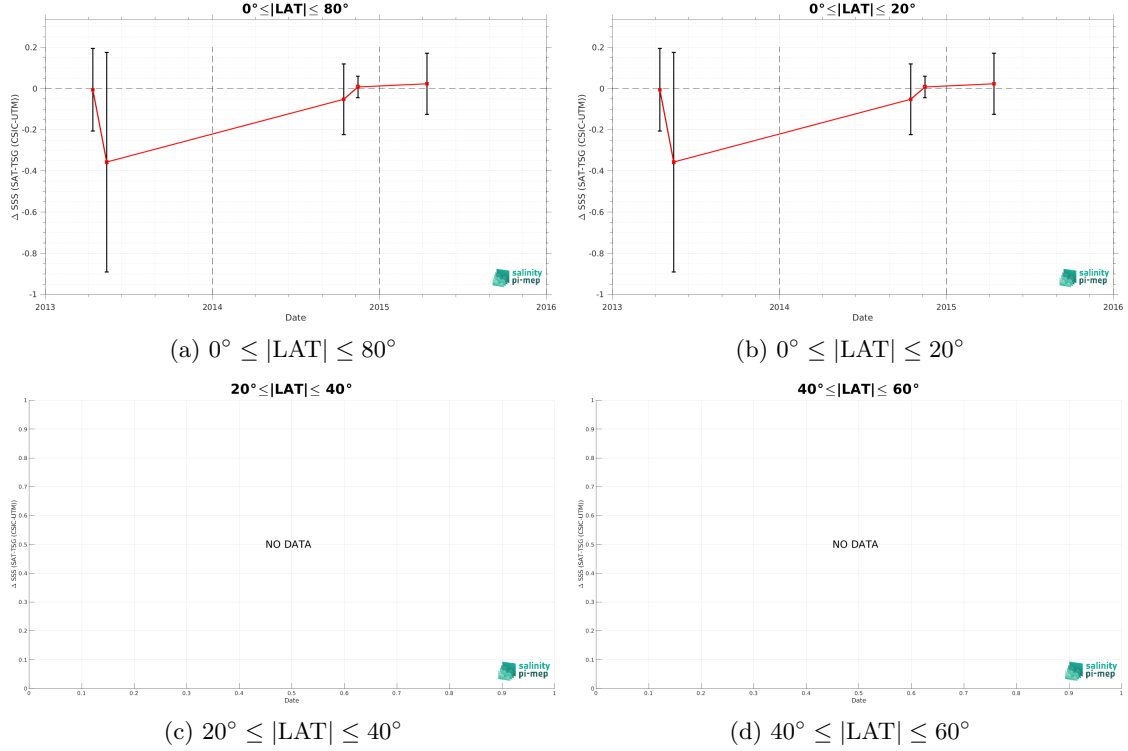 0°≤|LAT|≤ 80°
0.2
0
-0.2
-0.4
-0.6
-0.8
-1
Δ SSS (SAT-TSG (CSIC-UTM))
2013
2014
2015
2016
Date
salinity
pi-mep
(a) 0° ≤ |LAT| ≤ 80°
0°≤|LAT|≤ 20°
0.2
0
-0.2
-0.4
-0.6
-0.8
-1
Δ SSS (SAT-TSG (CSIC-UTM))
2013
2014
2015
2016
Date
salinity
pi-mep
(b) 0° ≤ |LAT| ≤ 20°
20°≤|LAT|≤ 40°
1
0.9
0.8
0.7
0.6
0.5
0.4
0.3
0.2
0.1
0
Δ SSS (SAT-TSG (CSIC-UTM))
NO DATA
0
0.1
0.2
0.3
0.4
0.5
0.6
0.7
0.8
0.9
1
Date
salinity
pi-mep
(c) 20° ≤ |LAT| ≤ 40°
40°≤|LAT|≤ 60°
1
0.9
0.8
0.7
0.6
0.5
0.4
0.3
0.2
0.1
0
Δ SSS (SAT-TSG (CSIC-UTM))
NO DATA
0
0.1
0.2
0.3
0.4
0.5
0.6
0.7
0.8
0.9
1
Date
salinity
pi-mep
(d) 40° ≤ |LAT| ≤ 60°